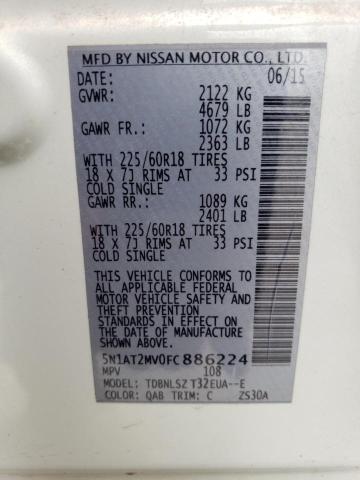 MFD BY NISSAN MOTOR CO., LTD.
DATE: 06/15
GVWR: 2122 KG
4679 LB
GAWR FR.: 1072 KG
2363 LB
WITH 225/60R18 TIRES
18 X 7J RIMS AT 33 PSI
COLD SINGLE
GAWR RR.: 1089 KG
2401 LB
WITH 225/60R18 TIRES
18 X 7J RIMS AT 33 PSI
COLD SINGLE
THIS VEHICLE CONFORMS TO
ALL APPLICABLE FEDERAL
MOTOR VEHICLE SAFETY
AND THEFT PREVENTION
STANDARDS IN EFFECT ON
THE DATE OF MANUFACTURE
SHOWN ABOVE.
5N1AT2MV0FC886224
MPV 108
MODEL: TDBNLSZ T32EUA--E
COLOR: QAB TRIM: C ZS30A